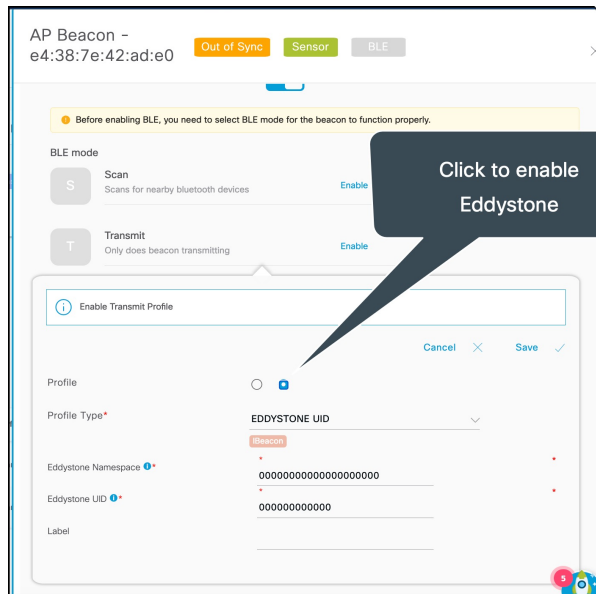 AP Beacon -
e4:38:7e:42:ad:e0
Out of Sync
Sensor
BLE
Before enabling BLE, you need to select BLE mode for the beacon to function properly.
BLE mode
S
Scan
Scans for nearby bluetooth devices
Enable
Click to enable
Eddystone
T
Transmit
Only does beacon transmitting
Enable
Enable Transmit Profile
Cancel
Save
Profile
Profile Type*
EDDYSTONE UID
IBeacon
Eddystone Namespace *
* *
00000000000000000000
Eddystone UID *
* *
000000000000
Label
5